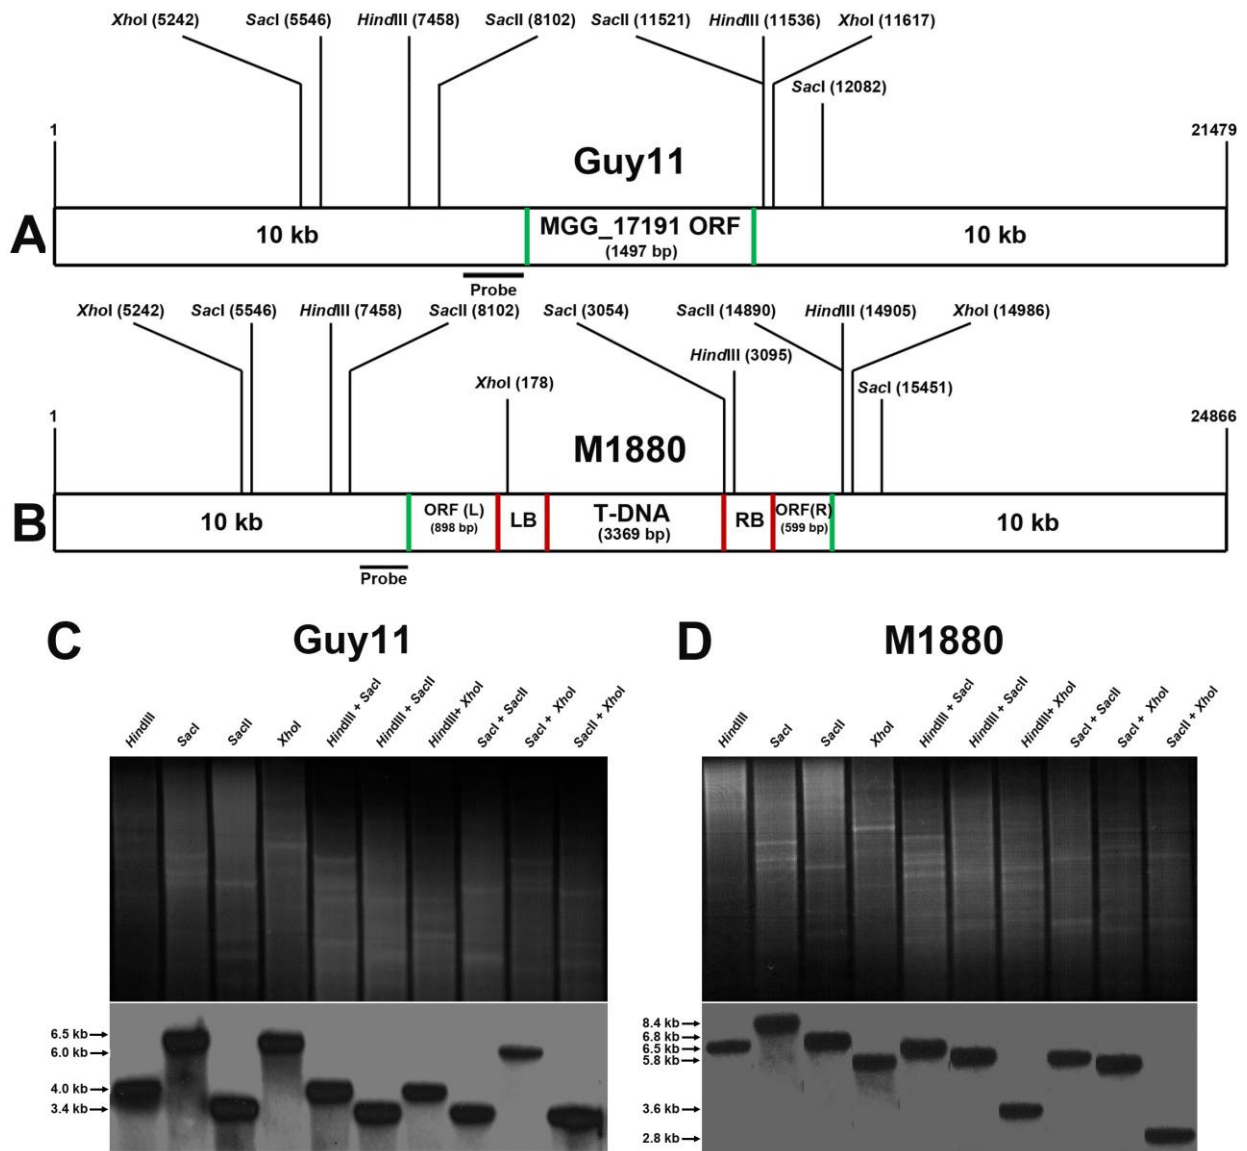 XhoI (5242) SacI (5546) HindIII (7458) SacII (8102) SacII (11521) HindIII (11536) XhoI (11617)
SacI (12082)
1 21479
Guy11
A 10 kb MGG_17191 ORF 10 kb
(1497 bp)
Probe
XhoI (5242) SacI (5546) HindIII (7458) SacII (8102) SacI (3054) SacII (14890) HindIII (14905) XhoI (14986)
HindIII (3095)
XhoI (178) SacI (15451)
1 24866
M1880
B 10 kb ORF (L) LB T-DNA RB ORF(R) 10 kb
(898 bp) (3369 bp) (599 bp)
Probe
C Guy11
HindIII SacI SacII XhoI HindIII + SacI HindIII + SacII HindIII+ XhoI SacI + SacII SacI + XhoI SacII + XhoI
6.5 kb
6.0 kb
4.0 kb
3.4 kb
D M1880
HindIII SacI SacII XhoI HindIII + SacI HindIII + SacII HindIII+ XhoI SacI + SacII SacI + XhoI SacII + XhoI
8.4 kb
6.8 kb
6.5 kb
5.8 kb
3.6 kb
2.8 kb